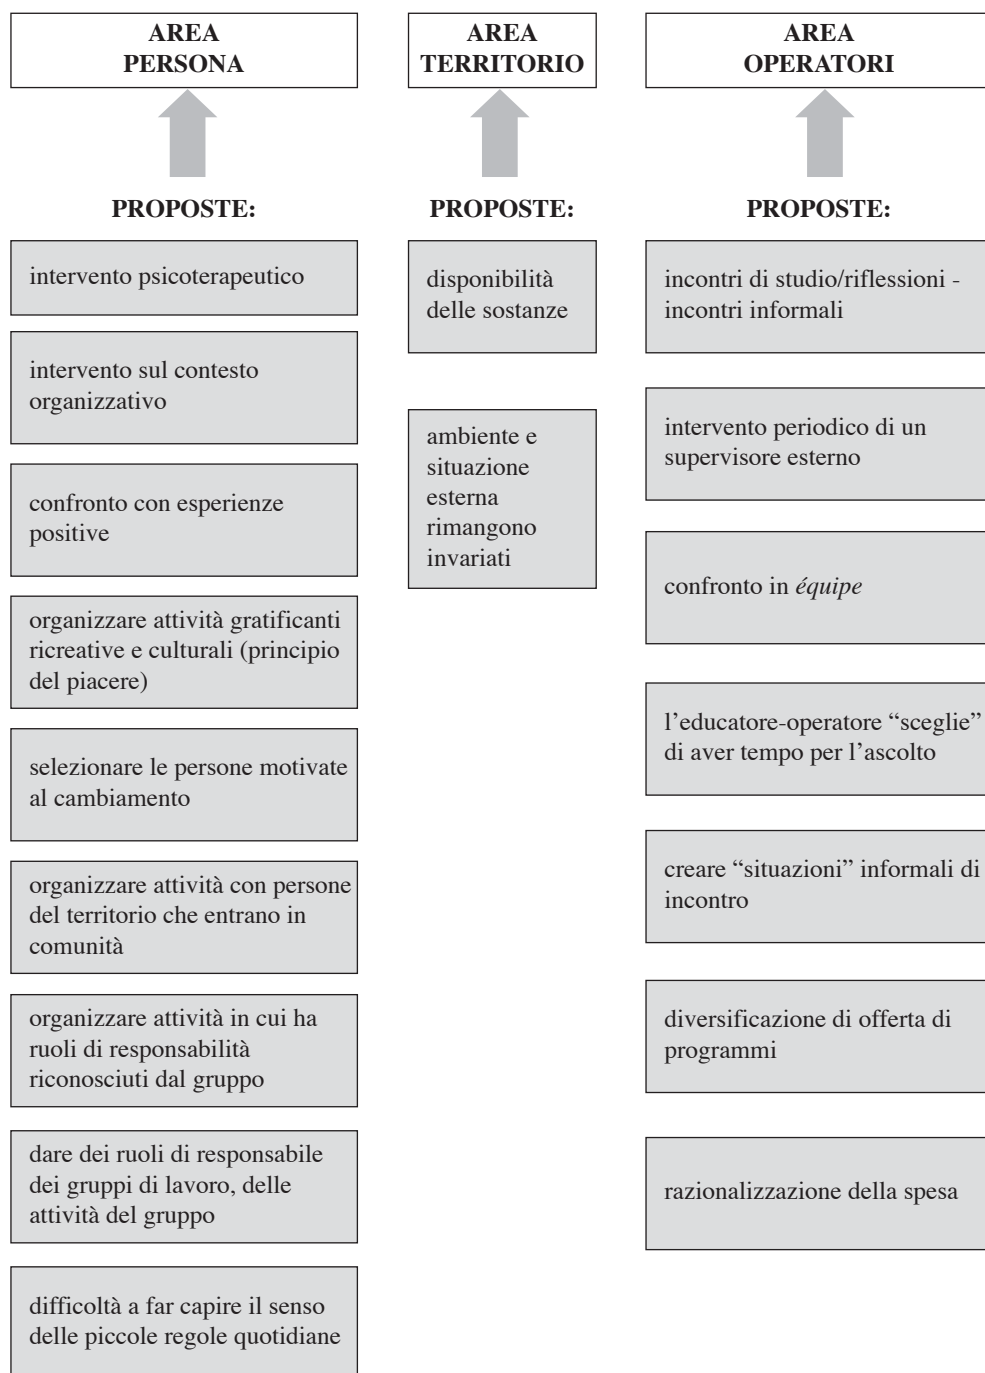 AREA
PERSONA
PROPOSTE:
intervento psicoterapeutico
intervento sul contesto
organizzativo
confronto con esperienze
positive
organizzare attività gratificanti
ricreative e culturali (principio
del piacere)
selezionare le persone motivate
al cambiamento
organizzare attività con persone
del territorio che entrano in
comunità
organizzare attività in cui ha
ruoli di responsabilità
riconosciuti dal gruppo
dare dei ruoli di responsabile
dei gruppi di lavoro, delle
attività del gruppo
difficoltà a far capire il senso
delle piccole regole quotidiane
AREA
TERRITORIO
PROPOSTE:
disponibilità
delle sostanze
ambiente e
situazione
esterna
rimangono
invariati
AREA
OPERATORI
PROPOSTE:
incontri di studio/riflessioni -
incontri informali
intervento periodico di un
supervisore esterno
confronto in équipe
l’educatore-operatore “sceglie”
di aver tempo per l’ascolto
creare “situazioni” informali di
incontro
diversificazione di offerta di
programmi
razionalizzazione della spesa